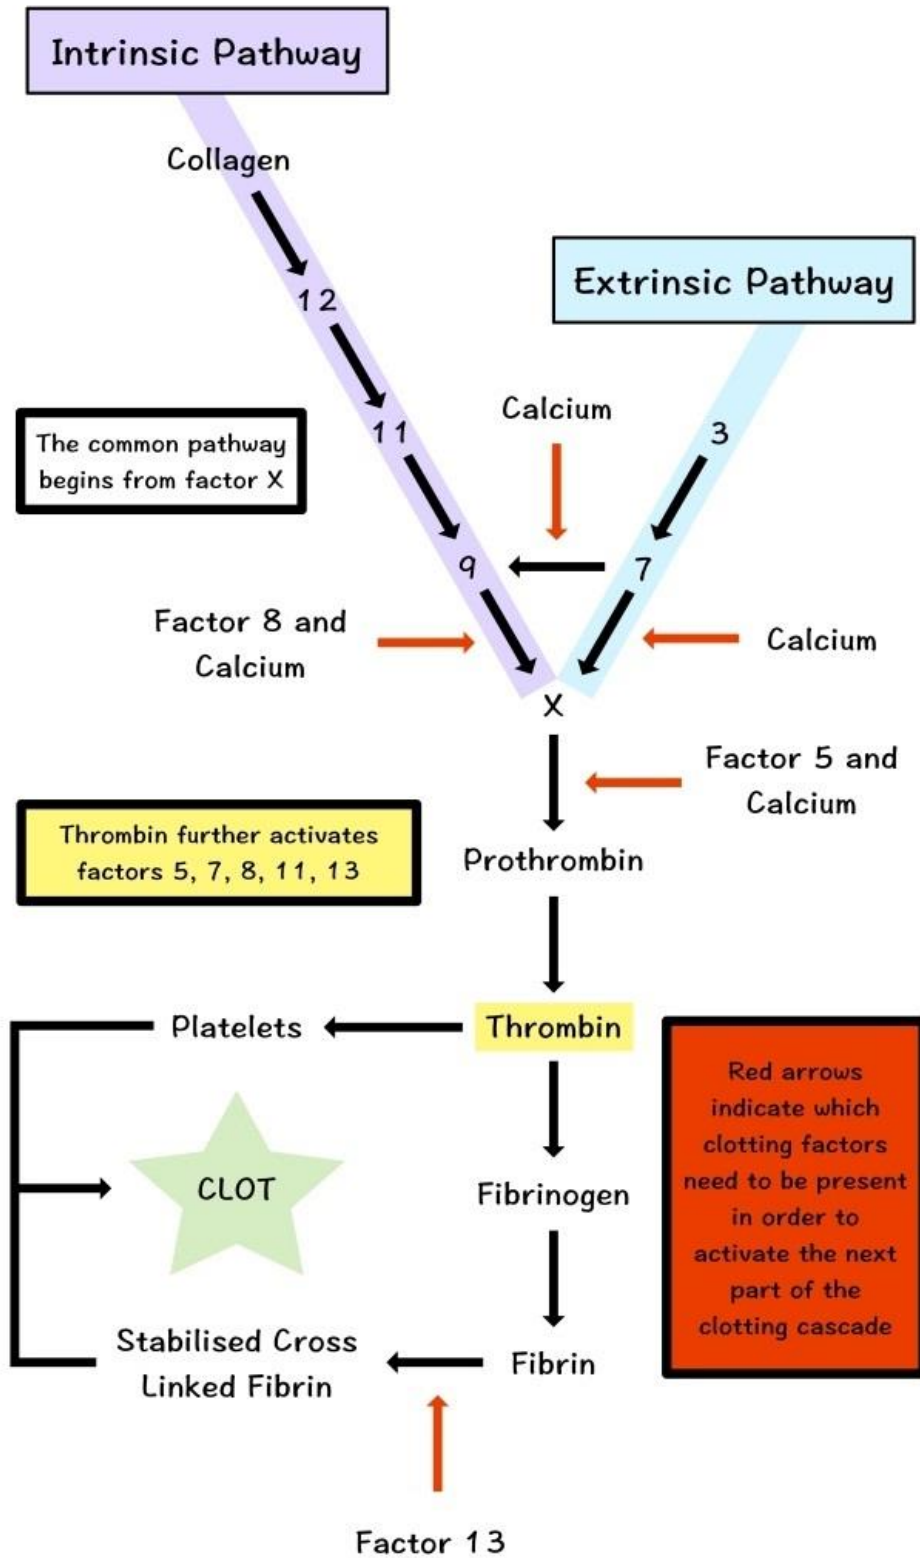 Intrinsic Pathway
Collagen
12
Extrinsic Pathway
Calcium
11
3
The common pathway
begins from factor X
9
7
Factor 8 and
Calcium
Calcium
X
Factor 5 and
Calcium
Thrombin further activates
factors 5, 7, 8, 11, 13
Prothrombin
Platelets
Thrombin
Red arrows
indicate which
clotting factors
need to be present
in order to
activate the next
part of the
clotting cascade
CLOT
Fibrinogen
Stabilised Cross
Linked Fibrin
Fibrin
Factor 13